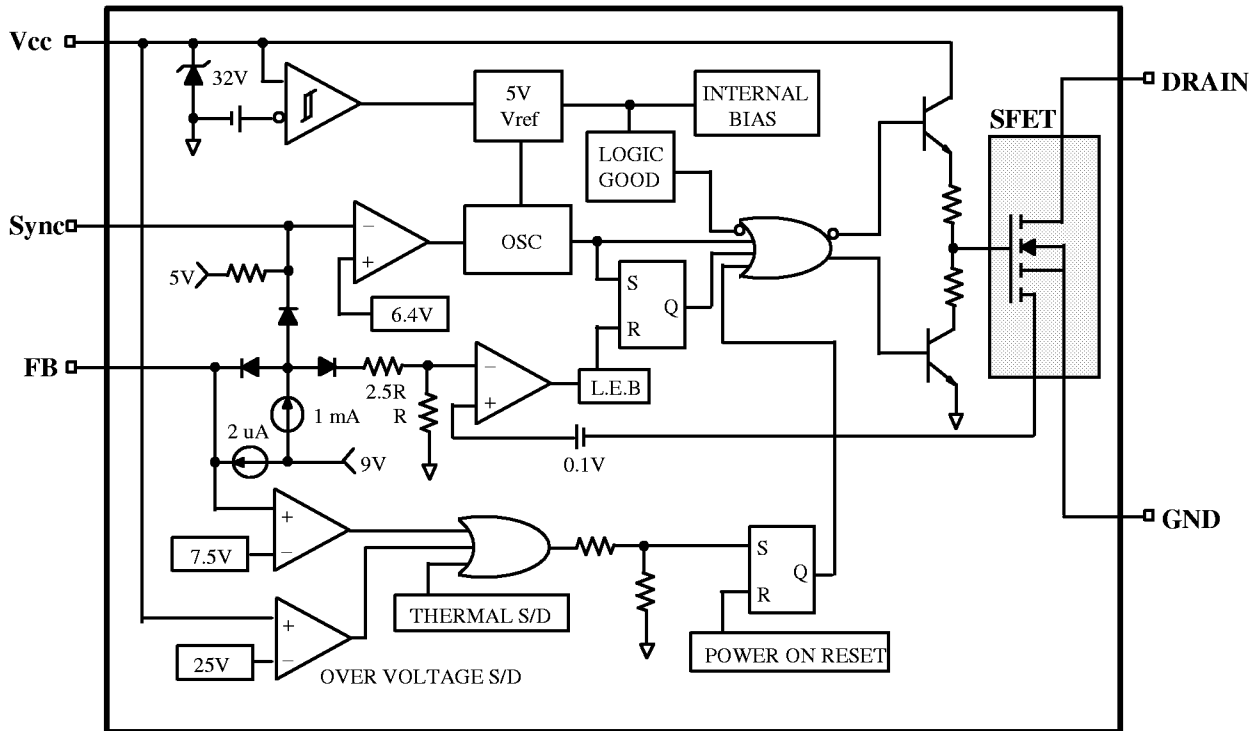 Vcc
32V
5V
Vref
INTERNAL
BIAS
LOGIC
GOOD
SFET
DRAIN
Sync
−
+
OSC
5V
6.4V
S
R
Q
FB
2.5R
R
−
+
L.E.B
1 mA
2 uA
9V
0.1V
GND
+
−
7.5V
THERMAL S/D
S
R
Q
+
−
25V
OVER VOLTAGE S/D
POWER ON RESET